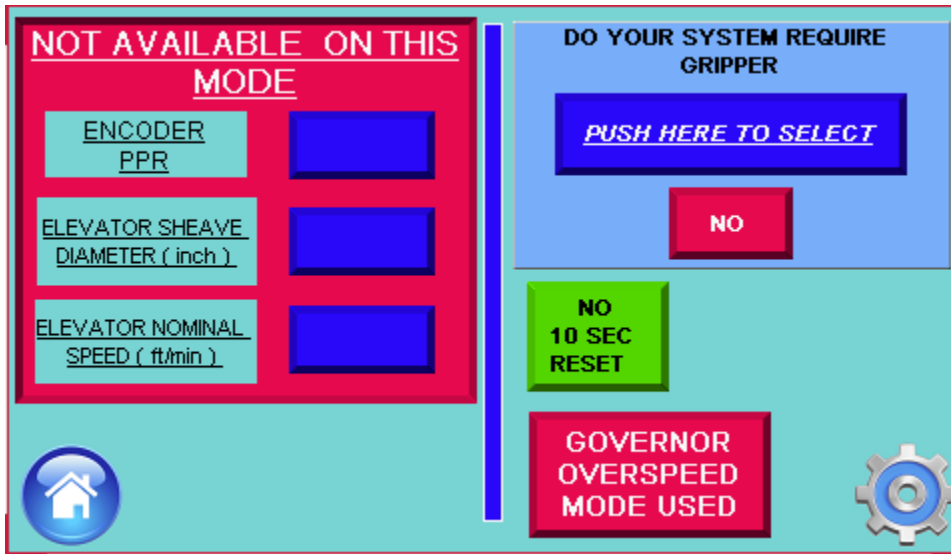 NOT AVAILABLE ON THIS
MODE
ENCODER
PPR
ELEVATOR SHEAVE
DIAMETER ( inch )
ELEVATOR NOMINAL
SPEED ( ft/min )
DO YOUR SYSTEM REQUIRE
GRIPPER
PUSH HERE TO SELECT
NO
NO
10 SEC
RESET
GOVERNOR
OVERSPEED
MODE USED